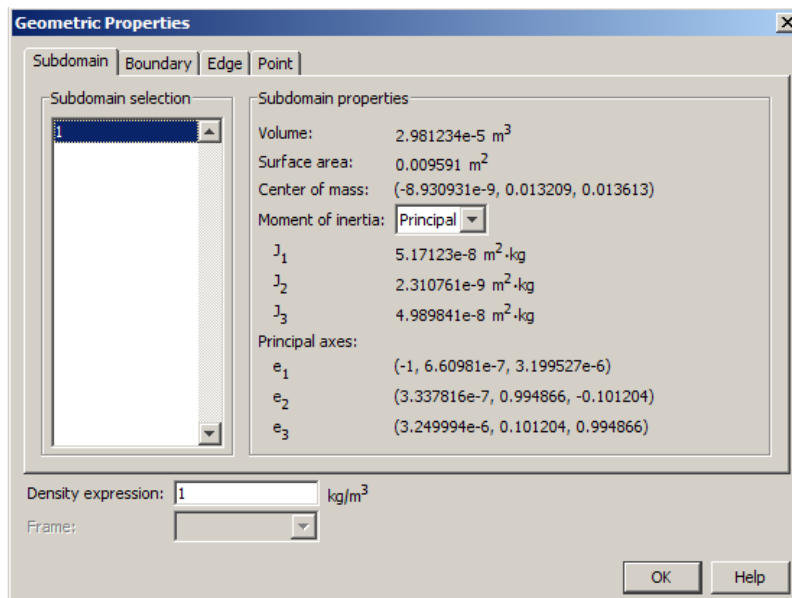 Geometric Properties
Subdomain Boundary Edge Point
Subdomain selection
1
Subdomain properties
Volume: 2.981234e-5 m³
Surface area: 0.009591 m²
Center of mass: (-8.930931e-9, 0.013209, 0.013613)
Moment of inertia: Principal
J₁ 5.17123e-8 m²·kg
J₂ 2.310761e-9 m²·kg
J₃ 4.989841e-8 m²·kg
Principal axes:
e₁ (-1, 6.60981e-7, 3.199527e-6)
e₂ (3.337816e-7, 0.994866, -0.101204)
e₃ (3.249994e-6, 0.101204, 0.994866)
Density expression: 1 kg/m³
Frame:
OK Help